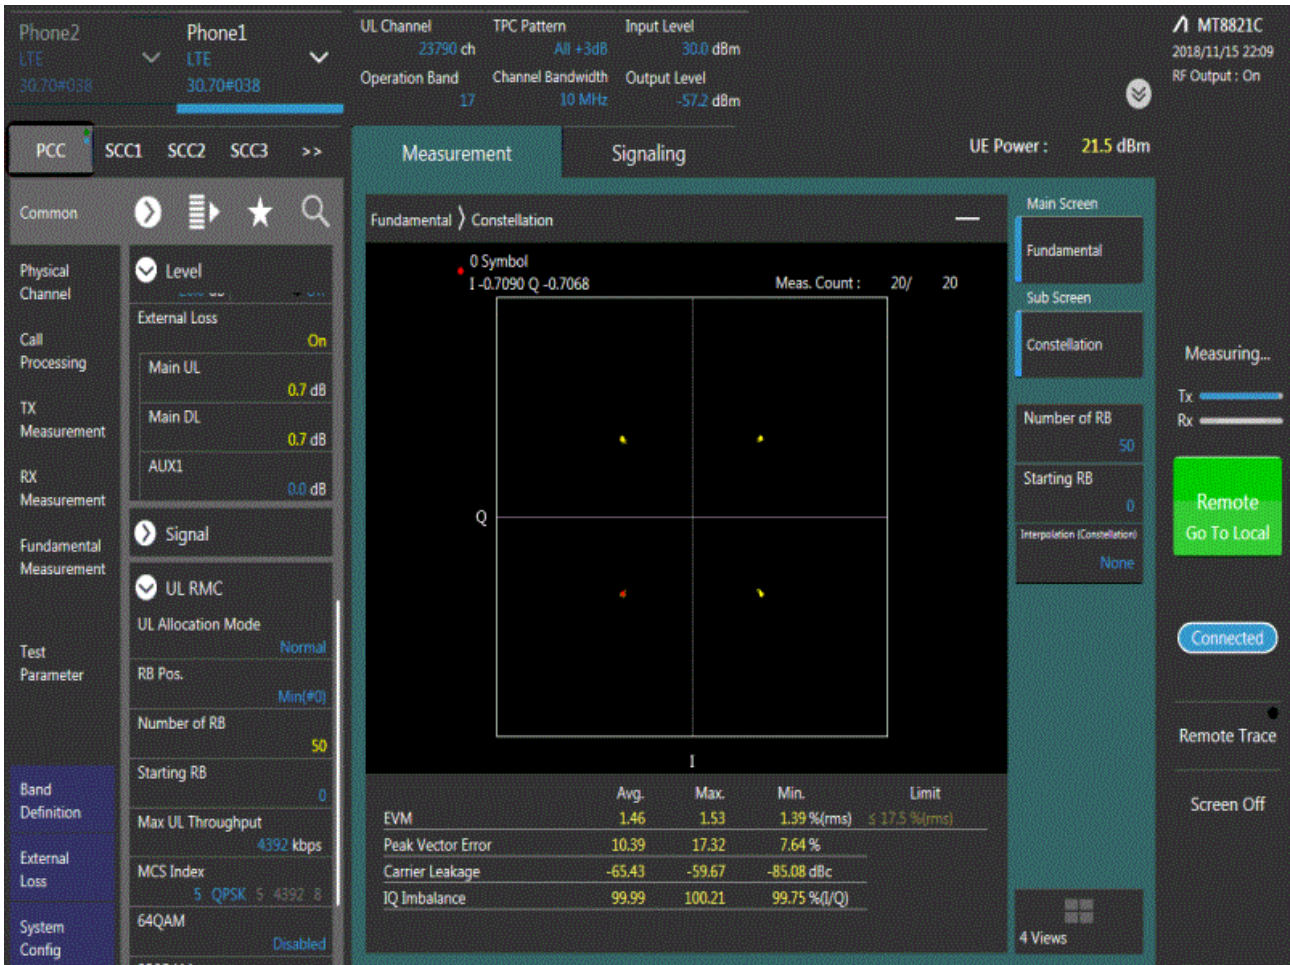 Phone2
LTE
30.70#038
Phone1
LTE
30.70#038
UL Channel
23790 ch
TPC Pattern
All +3dB
Input Level
30.0 dBm
Operation Band
17
Channel Bandwidth
10 MHz
Output Level
-57.2 dBm
MT8821C
2018/11/15 22:09
RF Output : On
PCC SCC1 SCC2 SCC3 >>
Measurement
Signaling
UE Power : 21.5 dBm
Common
Physical
Channel
Call
Processing
TX
Measurement
RX
Measurement
Fundamental
Measurement
Test
Parameter
Band
Definition
External
Loss
System
Config
Level
External Loss
On
Main UL
0.7 dB
Main DL
0.7 dB
AUX1
0.0 dB
Signal
UL RMC
UL Allocation Mode
Normal
RB Pos.
Min(#0)
Number of RB
50
Starting RB
0
Max UL Throughput
4392 kbps
MCS Index
5 QPSK 5 4392 8
64QAM
Disabled
Fundamental 〉 Constellation
0 Symbol
I -0.7090 Q -0.7068
Meas. Count : 20/ 20
Q
I
Avg. Max. Min. Limit
EVM 1.46 1.53 1.39 %(rms) ≤ 17.5 %(rms)
Peak Vector Error 10.39 17.32 7.64 %
Carrier Leakage -65.43 -59.67 -85.08 dBc
IQ Imbalance 99.99 100.21 99.75 %(I/Q)
Main Screen
Fundamental
Sub Screen
Constellation
Number of RB
50
Starting RB
0
Interpolation (Constellation)
None
4 Views
Measuring...
Tx
Rx
Remote
Go To Local
Connected
Remote Trace
Screen Off